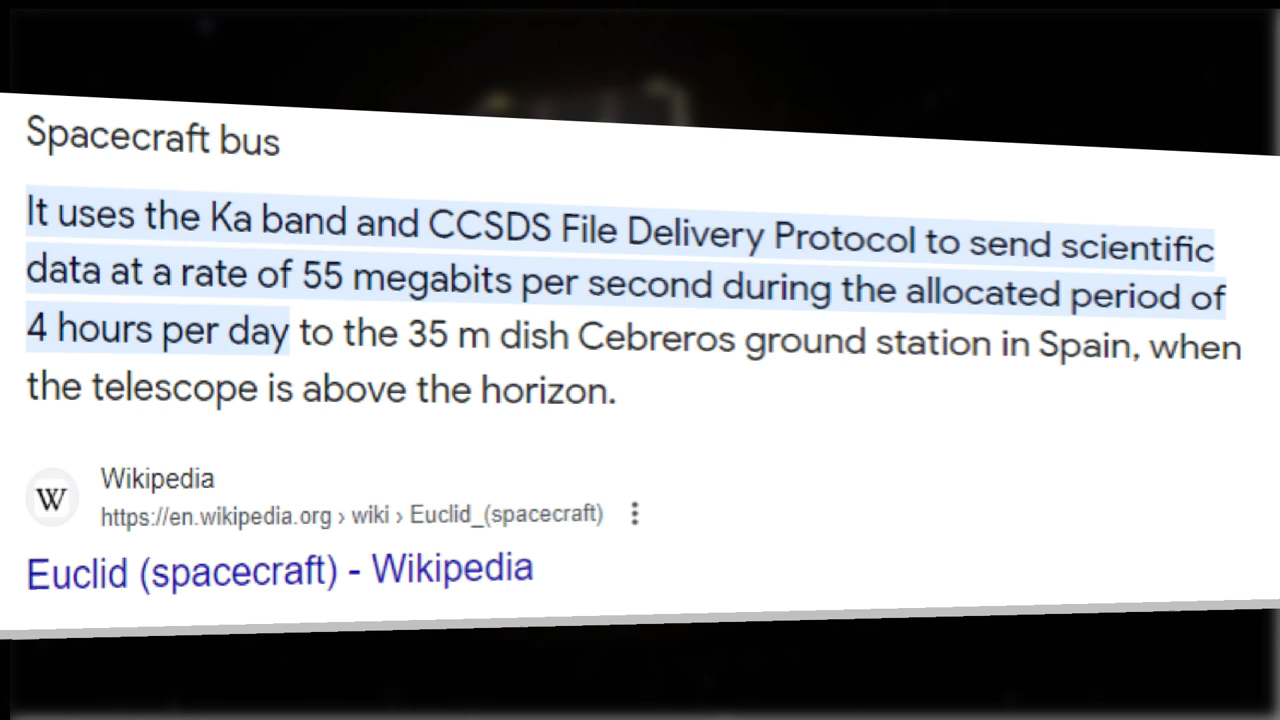 Spacecraft bus
It uses the Ka band and CCSDS File Delivery Protocol to send scientific
data at a rate of 55 megabits per second during the allocated period of
4 hours per day to the 35 m dish Cebreros ground station in Spain, when
the telescope is above the horizon.
W
Wikipedia
https://en.wikipedia.org › wiki › Euclid_(spacecraft)
Euclid (spacecraft) - Wikipedia